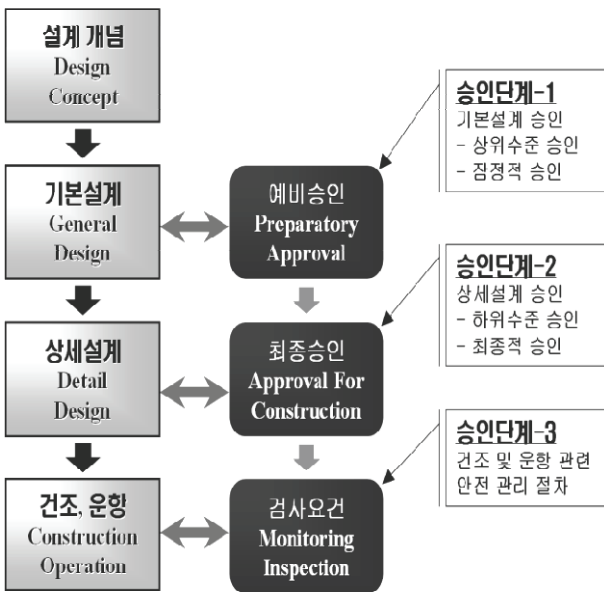 설계 개념
Design
Concept
기본설계
General
Design
상세설계
Detail
Design
건조, 운항
Construction
Operation
예비승인
Preparatory
Approval
최종승인
Approval For
Construction
검사요건
Monitoring
Inspection
승인단계-1
기본설계 승인
- 상위수준 승인
- 잠정적 승인
승인단계-2
상세설계 승인
- 하위수준 승인
- 최종적 승인
승인단계-3
건조 및 운항 관련
안전 관리 절차